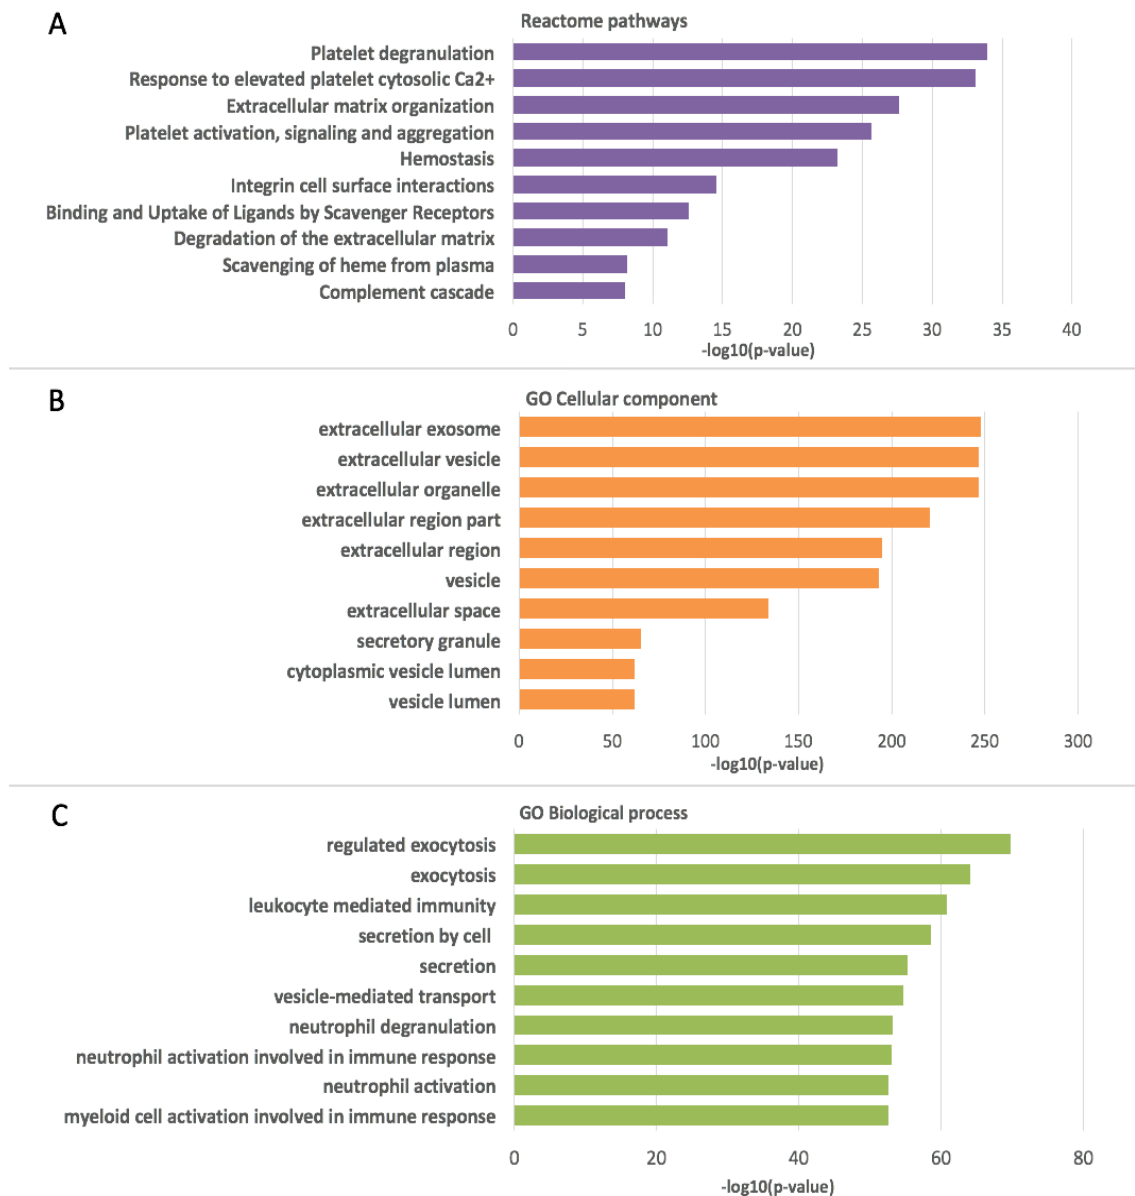 A
Reactome pathways
Platelet degranulation
Response to elevated platelet cytosolic Ca2+
Extracellular matrix organization
Platelet activation, signaling and aggregation
Hemostasis
Integrin cell surface interactions
Binding and Uptake of Ligands by Scavenger Receptors
Degradation of the extracellular matrix
Scavenging of heme from plasma
Complement cascade
0 5 10 15 20 25 30 35 40
-log10(p-value)
B
GO Cellular component
extracellular exosome
extracellular vesicle
extracellular organelle
extracellular region part
extracellular region
vesicle
extracellular space
secretory granule
cytoplasmic vesicle lumen
vesicle lumen
0 50 100 150 200 250 300
-log10(p-value)
C
GO Biological process
regulated exocytosis
exocytosis
leukocyte mediated immunity
secretion by cell
secretion
vesicle-mediated transport
neutrophil degranulation
neutrophil activation involved in immune response
neutrophil activation
myeloid cell activation involved in immune response
0 20 40 60 80
-log10(p-value)